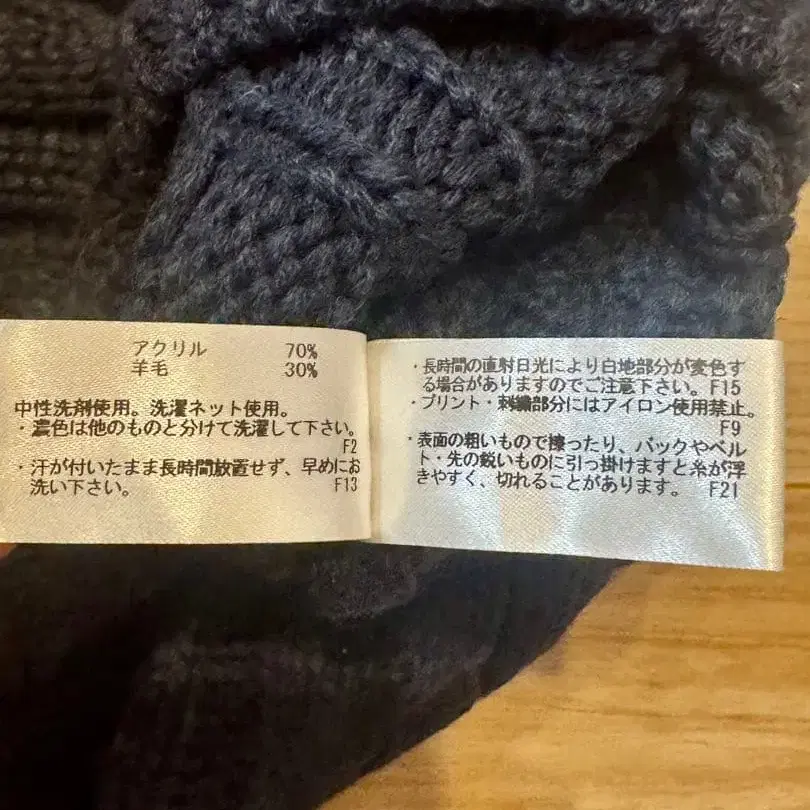 アクリル 70%
羊毛 30%
中性洗剤使用。洗濯ネット使用。
・濃色は他のものと分けて洗濯して下さい。
F2
・汗が付いたまま長時間放置せず、早めにお
洗い下さい。 F13
・長時間の直射日光により白地部分が変色す
る場合がありますのでご注意下さい。F15
・プリント・刺繍部分にはアイロン使用禁止。
F9
・表面の粗いもので擦ったり、バックやベル
ト・先の鋭いものに引っ掛けますと糸が浮
きやすく、切れることがあります。 F21